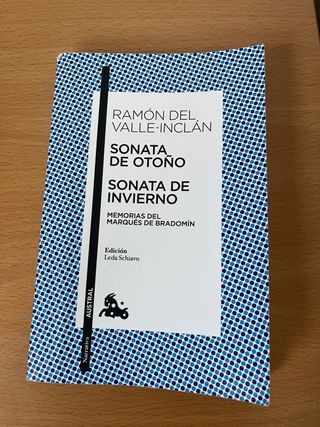 RAMÓN DEL
VALLE-INCLÁN
SONATA
DE OTOÑO
SONATA DE
INVIERNO
MEMORIAS DEL
MARQUÉS DE BRADOMÍN
Edición
Leda Schiavo
AUSTRAL
Narrativa